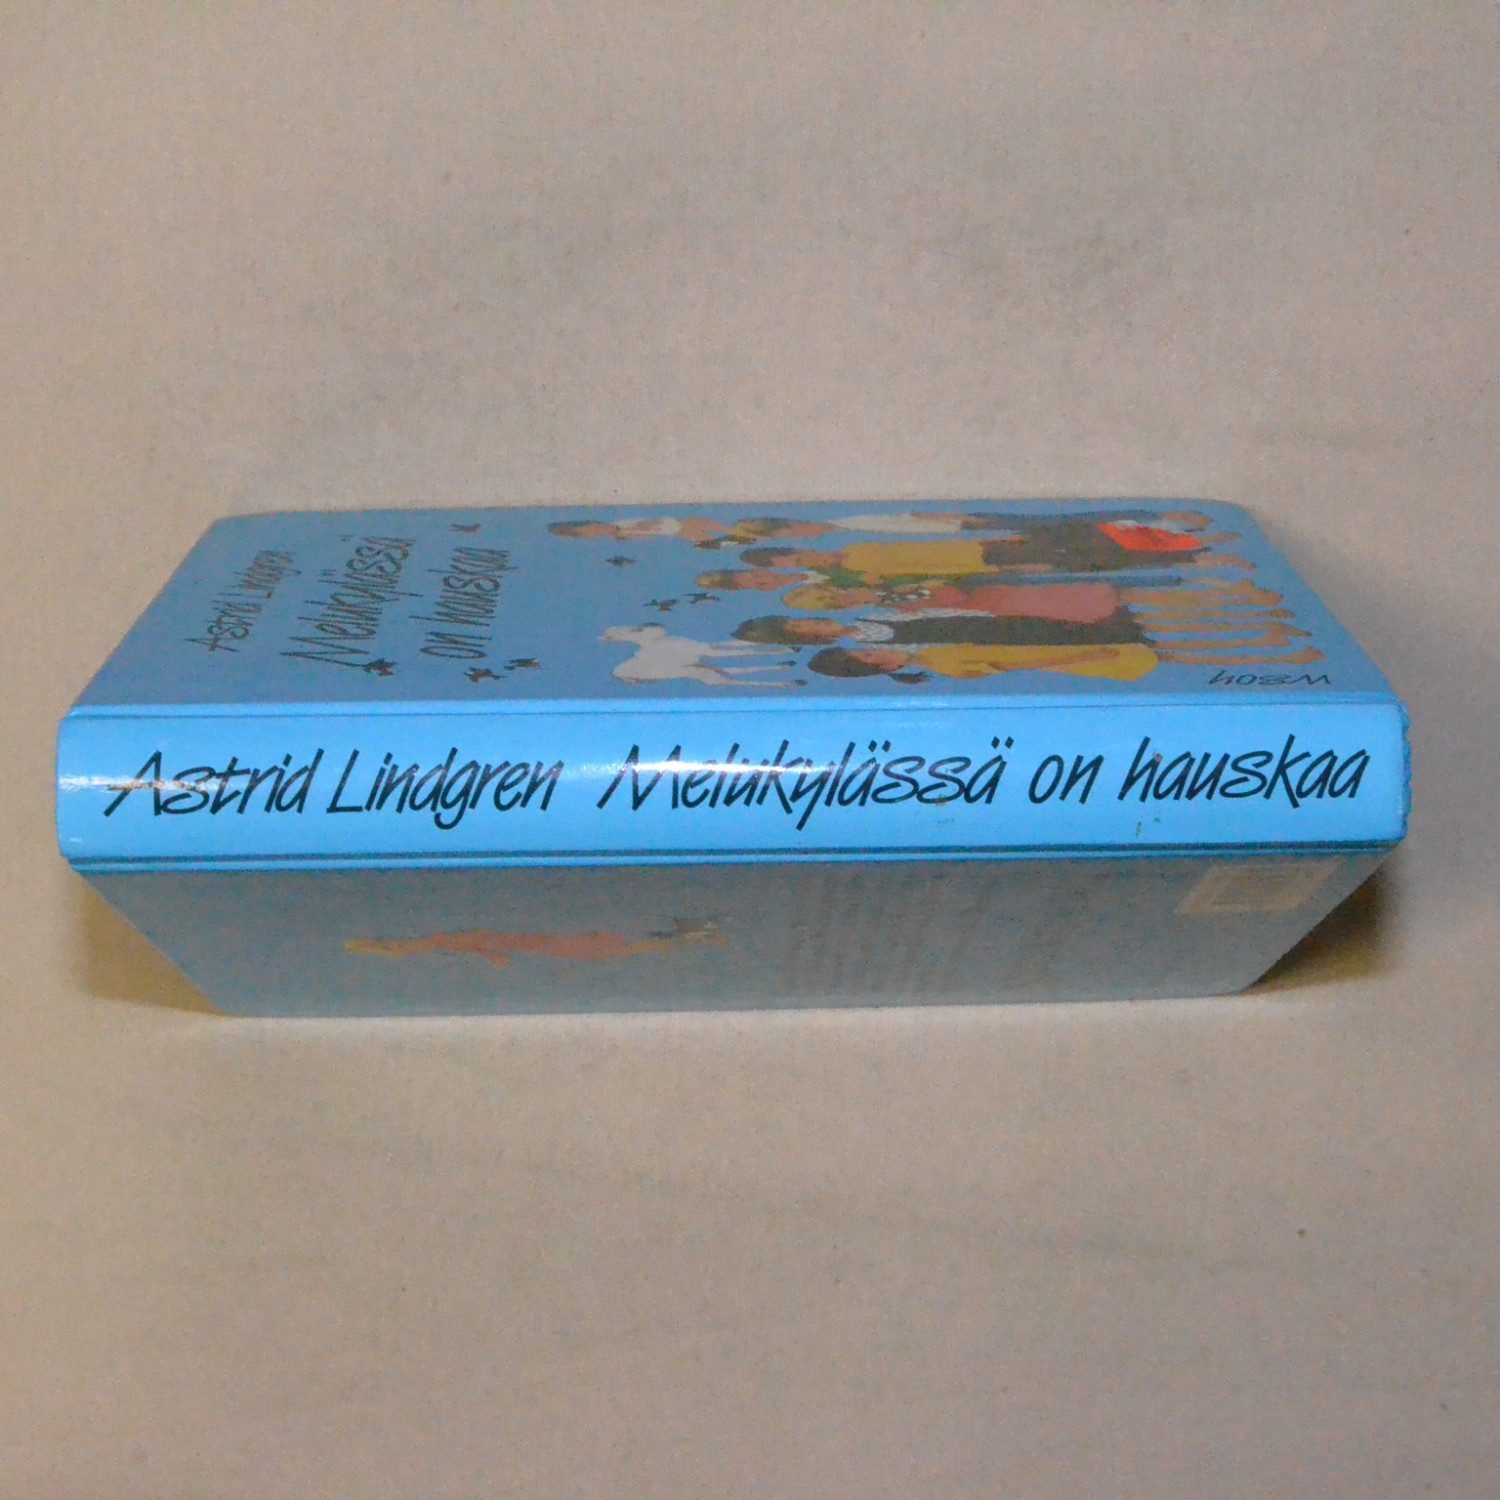 Astrid Lindgren
Melukylässä
on hauskaa
WSOY
Astrid Lindgren Melukylässä on hauskaa